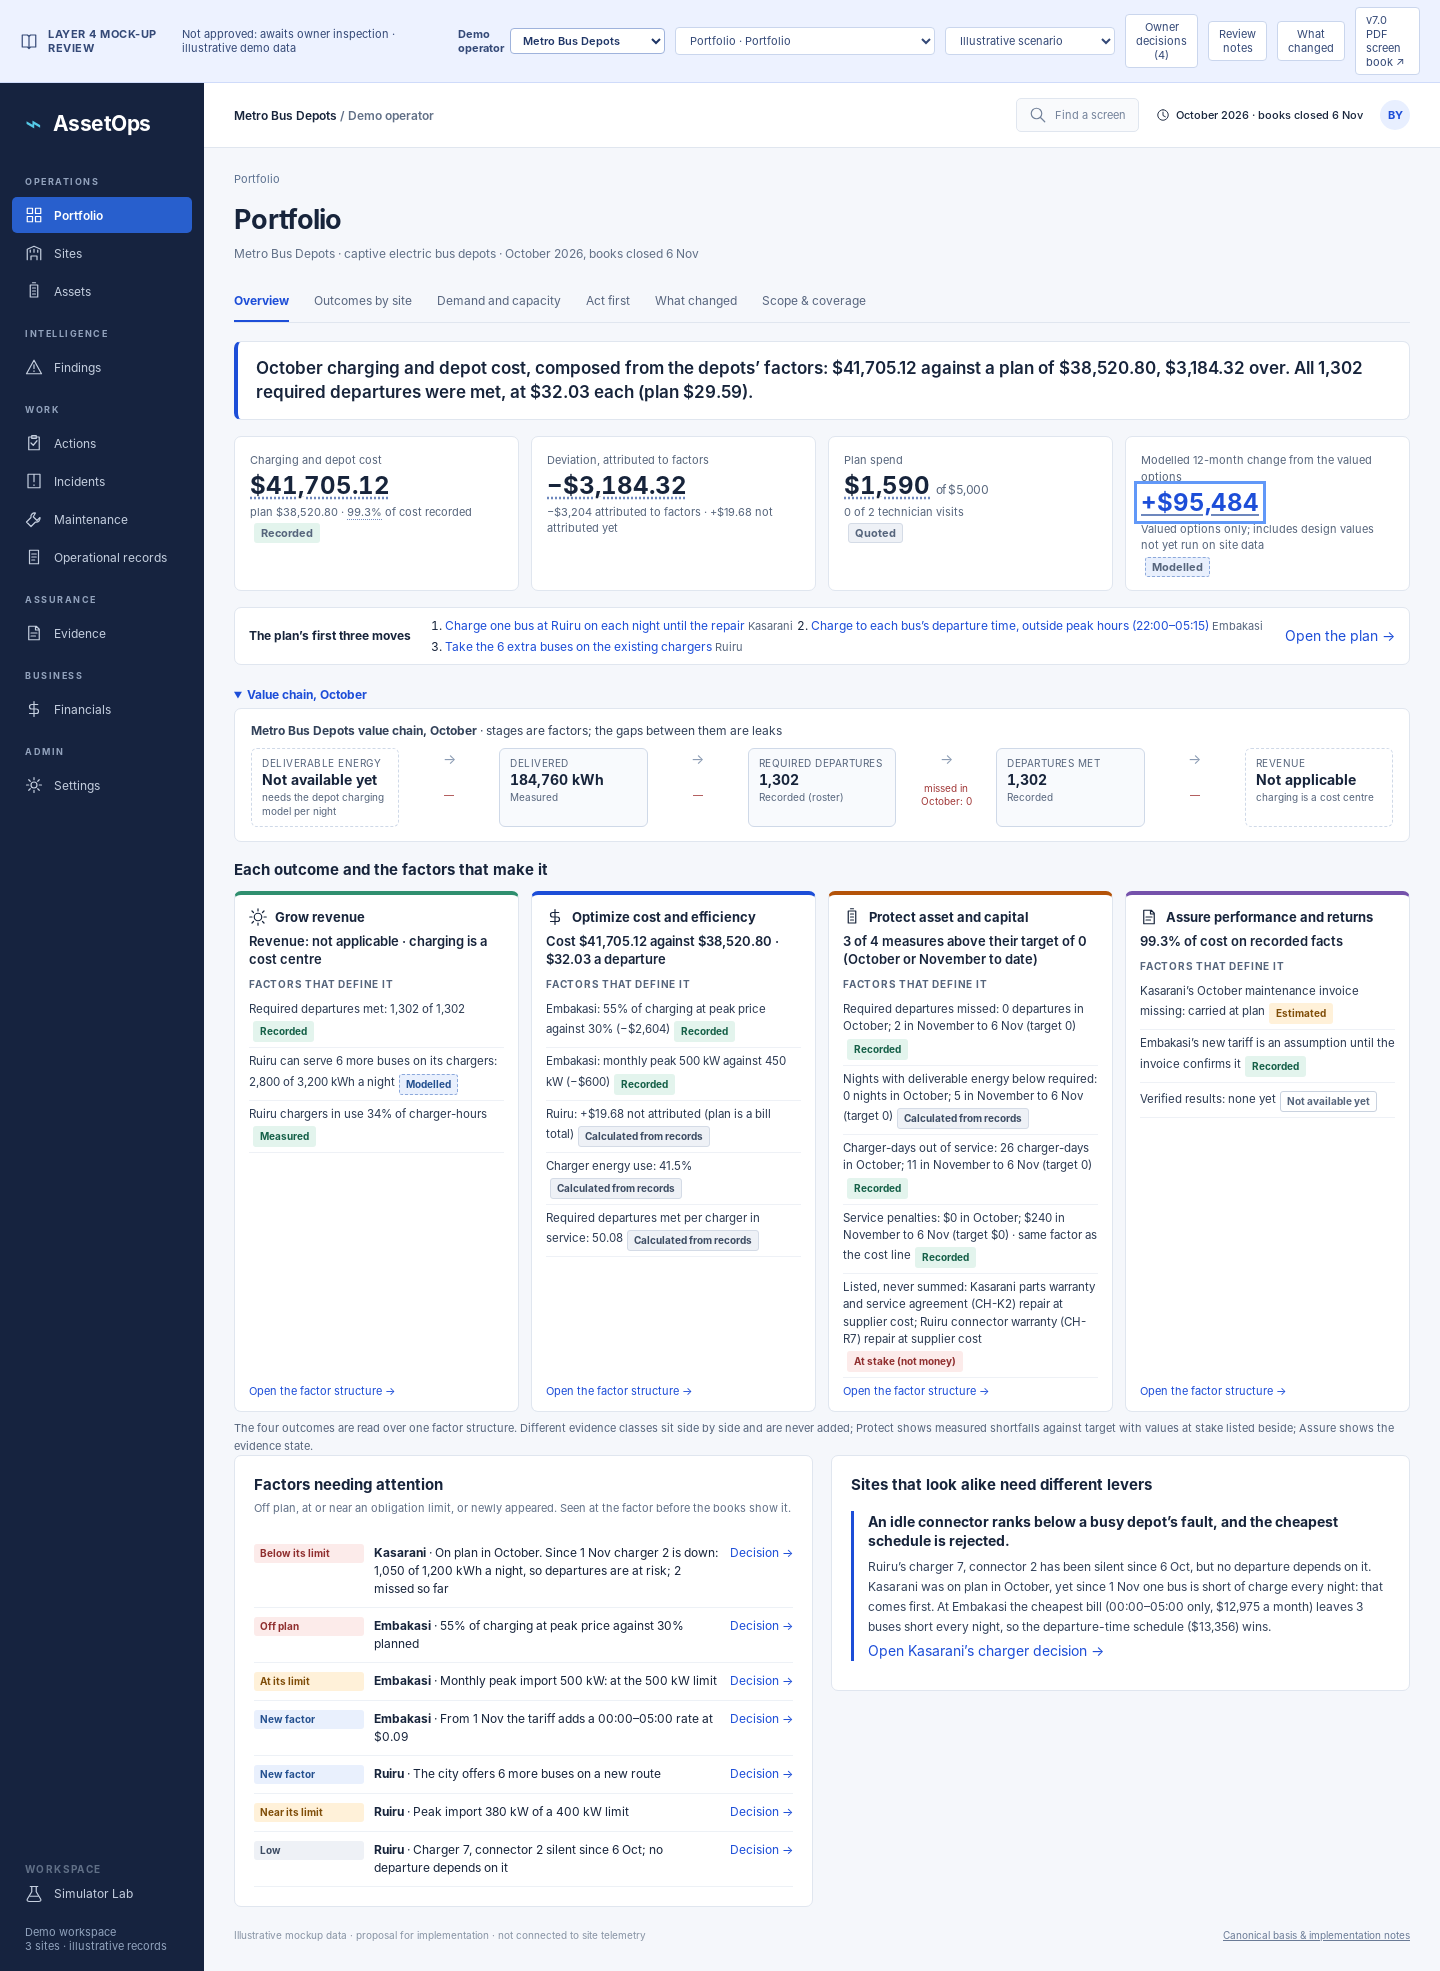 LAYER 4 MOCK-UP
REVIEW
Not approved: awaits owner inspection ·
illustrative demo data
Demo
operator
Metro Bus Depots
Portfolio · Portfolio
Illustrative scenario
Owner
decisions
(4)
Review
notes
What
changed
v7.0
PDF
screen
book ↗
AssetOps
OPERATIONS
Portfolio
Sites
Assets
INTELLIGENCE
Findings
WORK
Actions
Incidents
Maintenance
Operational records
ASSURANCE
Evidence
BUSINESS
Financials
ADMIN
Settings
WORKSPACE
Simulator Lab
Demo workspace
3 sites · illustrative records
Metro Bus Depots / Demo operator
Find a screen
October 2026 · books closed 6 Nov
BY
Portfolio
Portfolio
Metro Bus Depots · captive electric bus depots · October 2026, books closed 6 Nov
Overview
Outcomes by site
Demand and capacity
Act first
What changed
Scope & coverage
October charging and depot cost, composed from the depots’ factors: $41,705.12 against a plan of $38,520.80, $3,184.32 over. All 1,302
required departures were met, at $32.03 each (plan $29.59).
Charging and depot cost
$41,705.12
plan $38,520.80 · 99.3% of cost recorded
Recorded
Deviation, attributed to factors
−$3,184.32
−$3,204 attributed to factors · +$19.68 not
attributed yet
Plan spend
$1,590 of $5,000
0 of 2 technician visits
Quoted
Modelled 12-month change from the valued
options
+$95,484
Valued options only; includes design values
not yet run on site data
Modelled
The plan’s first three moves
1. Charge one bus at Ruiru on each night until the repair Kasarani 2. Charge to each bus’s departure time, outside peak hours (22:00–05:15) Embakasi
3. Take the 6 extra buses on the existing chargers Ruiru
Open the plan →
▼ Value chain, October
Metro Bus Depots value chain, October · stages are factors; the gaps between them are leaks
DELIVERABLE ENERGY
Not available yet
needs the depot charging
model per night
→
—
DELIVERED
184,760 kWh
Measured
→
—
REQUIRED DEPARTURES
1,302
Recorded (roster)
→
missed in
October: 0
DEPARTURES MET
1,302
Recorded
→
—
REVENUE
Not applicable
charging is a cost centre
Each outcome and the factors that make it
Grow revenue
Revenue: not applicable · charging is a
cost centre
FACTORS THAT DEFINE IT
Required departures met: 1,302 of 1,302
Recorded
Ruiru can serve 6 more buses on its chargers:
2,800 of 3,200 kWh a night Modelled
Ruiru chargers in use 34% of charger-hours
Measured
Open the factor structure →
Optimize cost and efficiency
Cost $41,705.12 against $38,520.80 ·
$32.03 a departure
FACTORS THAT DEFINE IT
Embakasi: 55% of charging at peak price
against 30% (−$2,604) Recorded
Embakasi: monthly peak 500 kW against 450
kW (−$600) Recorded
Ruiru: +$19.68 not attributed (plan is a bill
total) Calculated from records
Charger energy use: 41.5%
Calculated from records
Required departures met per charger in
service: 50.08 Calculated from records
Open the factor structure →
Protect asset and capital
3 of 4 measures above their target of 0
(October or November to date)
FACTORS THAT DEFINE IT
Required departures missed: 0 departures in
October; 2 in November to 6 Nov (target 0)
Recorded
Nights with deliverable energy below required:
0 nights in October; 5 in November to 6 Nov
(target 0) Calculated from records
Charger-days out of service: 26 charger-days
in October; 11 in November to 6 Nov (target 0)
Recorded
Service penalties: $0 in October; $240 in
November to 6 Nov (target $0) · same factor as
the cost line Recorded
Listed, never summed: Kasarani parts warranty
and service agreement (CH-K2) repair at
supplier cost; Ruiru connector warranty (CH-
R7) repair at supplier cost
At stake (not money)
Open the factor structure →
Assure performance and returns
99.3% of cost on recorded facts
FACTORS THAT DEFINE IT
Kasarani’s October maintenance invoice
missing: carried at plan Estimated
Embakasi’s new tariff is an assumption until the
invoice confirms it Recorded
Verified results: none yet Not available yet
Open the factor structure →
The four outcomes are read over one factor structure. Different evidence classes sit side by side and are never added; Protect shows measured shortfalls against target with values at stake listed beside; Assure shows the
evidence state.
Factors needing attention
Off plan, at or near an obligation limit, or newly appeared. Seen at the factor before the books show it.
Below its limit
Kasarani · On plan in October. Since 1 Nov charger 2 is down:
1,050 of 1,200 kWh a night, so departures are at risk; 2
missed so far
Decision →
Off plan
Embakasi · 55% of charging at peak price against 30%
planned
Decision →
At its limit
Embakasi · Monthly peak import 500 kW: at the 500 kW limit
Decision →
New factor
Embakasi · From 1 Nov the tariff adds a 00:00–05:00 rate at
$0.09
Decision →
New factor
Ruiru · The city offers 6 more buses on a new route
Decision →
Near its limit
Ruiru · Peak import 380 kW of a 400 kW limit
Decision →
Low
Ruiru · Charger 7, connector 2 silent since 6 Oct; no
departure depends on it
Decision →
Sites that look alike need different levers
An idle connector ranks below a busy depot’s fault, and the cheapest
schedule is rejected.
Ruiru’s charger 7, connector 2 has been silent since 6 Oct, but no departure depends on it.
Kasarani was on plan in October, yet since 1 Nov one bus is short of charge every night: that
comes first. At Embakasi the cheapest bill (00:00–05:00 only, $12,975 a month) leaves 3
buses short every night, so the departure-time schedule ($13,356) wins.
Open Kasarani’s charger decision →
Illustrative mockup data · proposal for implementation · not connected to site telemetry
Canonical basis & implementation notes